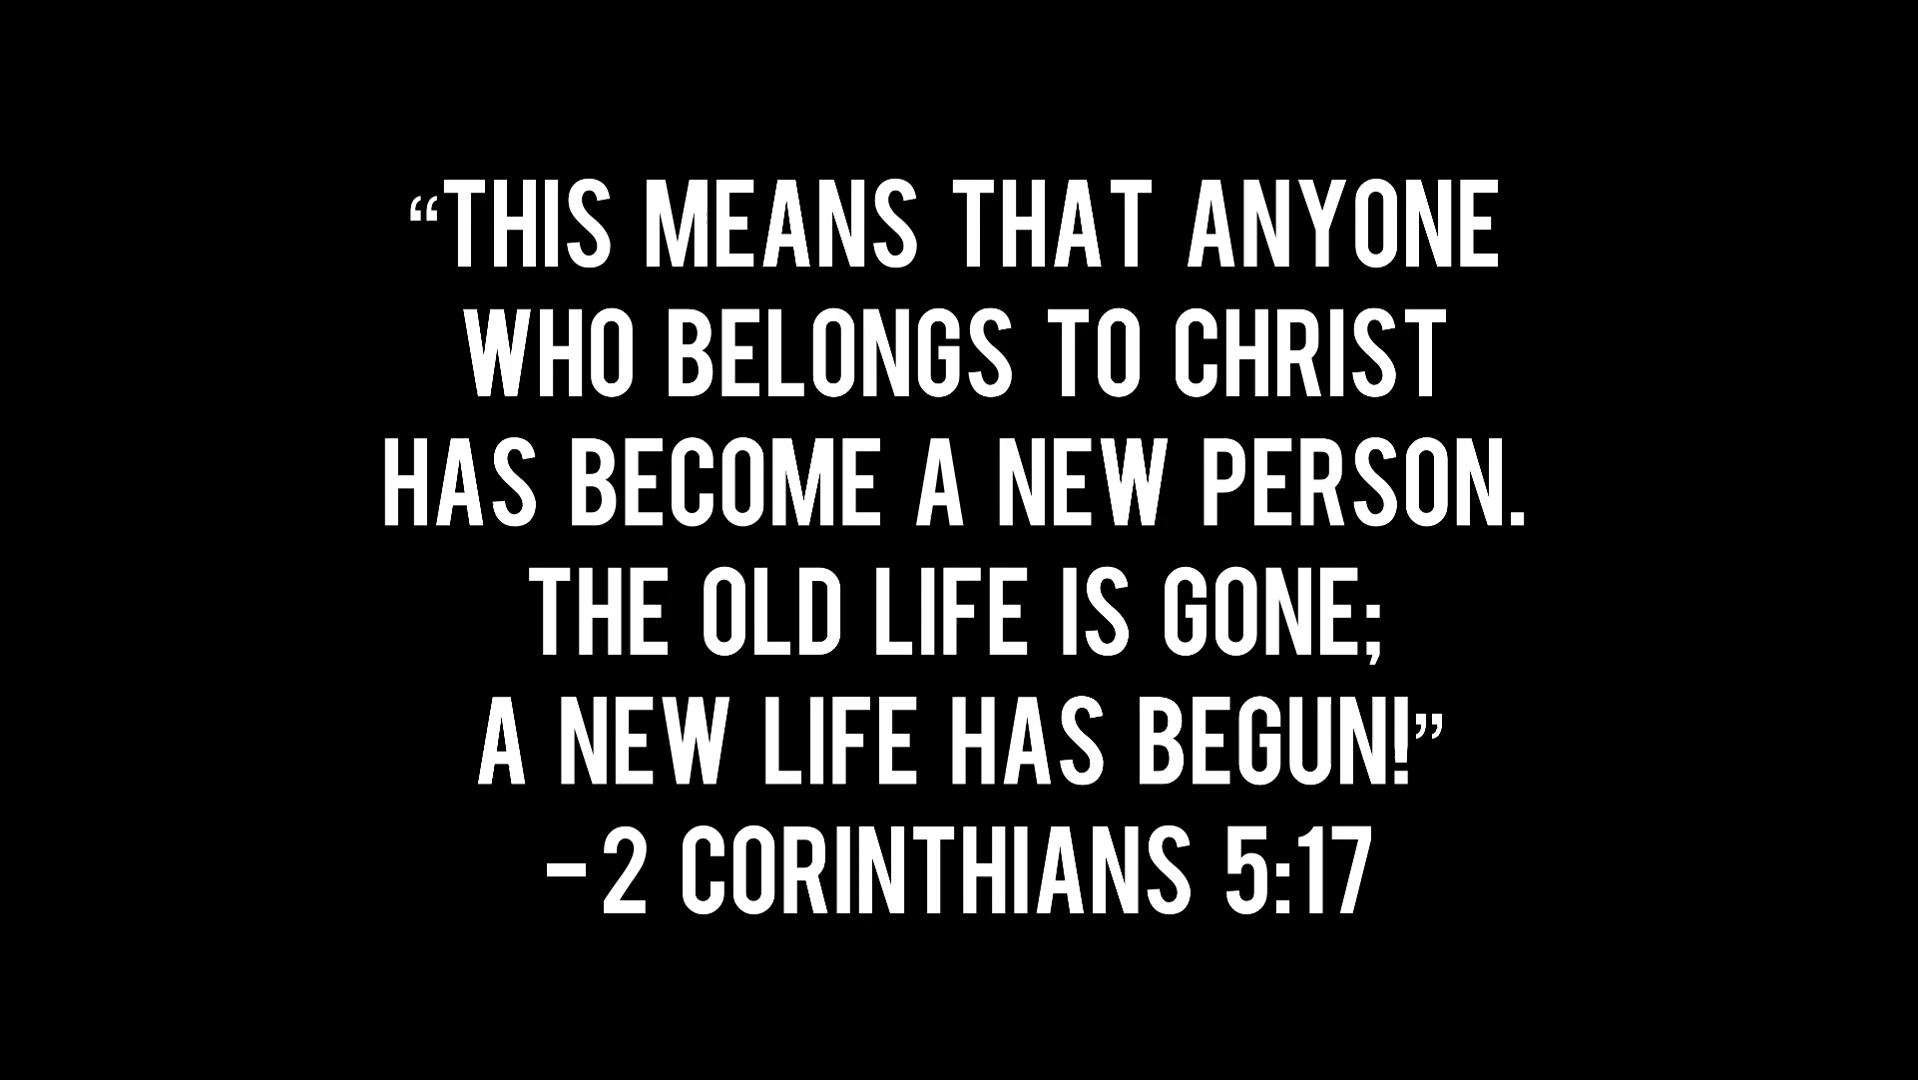 “THIS MEANS THAT ANYONE
WHO BELONGS TO CHRIST
HAS BECOME A NEW PERSON.
THE OLD LIFE IS GONE;
A NEW LIFE HAS BEGUN!”
–2 CORINTHIANS 5:17